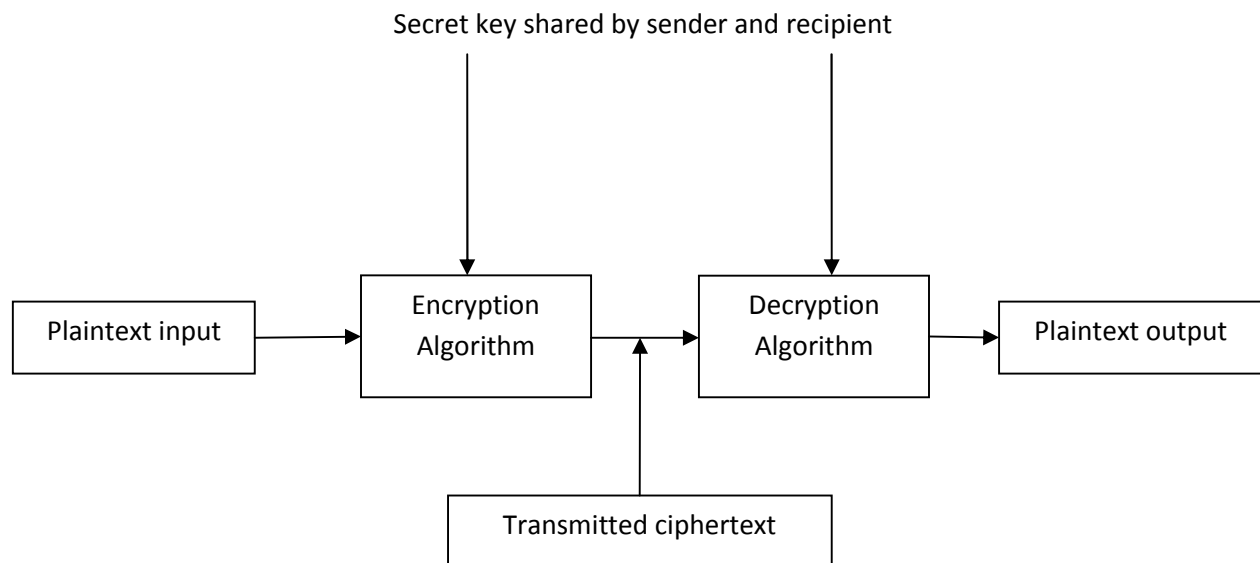 Secret key shared by sender and recipient
Plaintext input
Encryption
Algorithm
Decryption
Algorithm
Plaintext output
Transmitted ciphertext